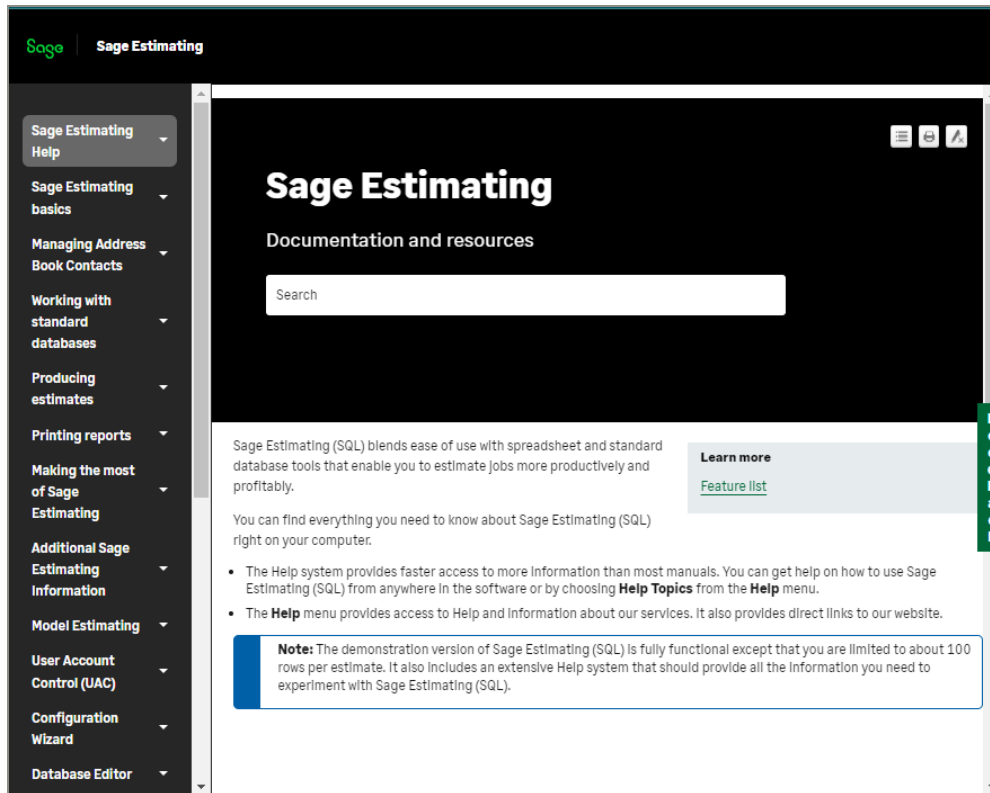 Sage
Sage Estimating
Sage Estimating
Help
Sage Estimating
basics
Managing Address
Book Contacts
Working with
standard
databases
Producing
estimates
Printing reports
Making the most
of Sage
Estimating
Additional Sage
Estimating
Information
Model Estimating
User Account
Control (UAC)
Configuration
Wizard
Database Editor
Sage Estimating
Documentation and resources
Search
Sage Estimating (SQL) blends ease of use with spreadsheet and standard
database tools that enable you to estimate jobs more productively and
profitably.
Learn more
Feature list
You can find everything you need to know about Sage Estimating (SQL)
right on your computer.
• The Help system provides faster access to more information than most manuals. You can get help on how to use Sage
Estimating (SQL) from anywhere in the software or by choosing Help Topics from the Help menu.
• The Help menu provides access to Help and information about our services. It also provides direct links to our website.
Note: The demonstration version of Sage Estimating (SQL) is fully functional except that you are limited to about 100
rows per estimate. It also includes an extensive Help system that should provide all the information you need to
experiment with Sage Estimating (SQL).